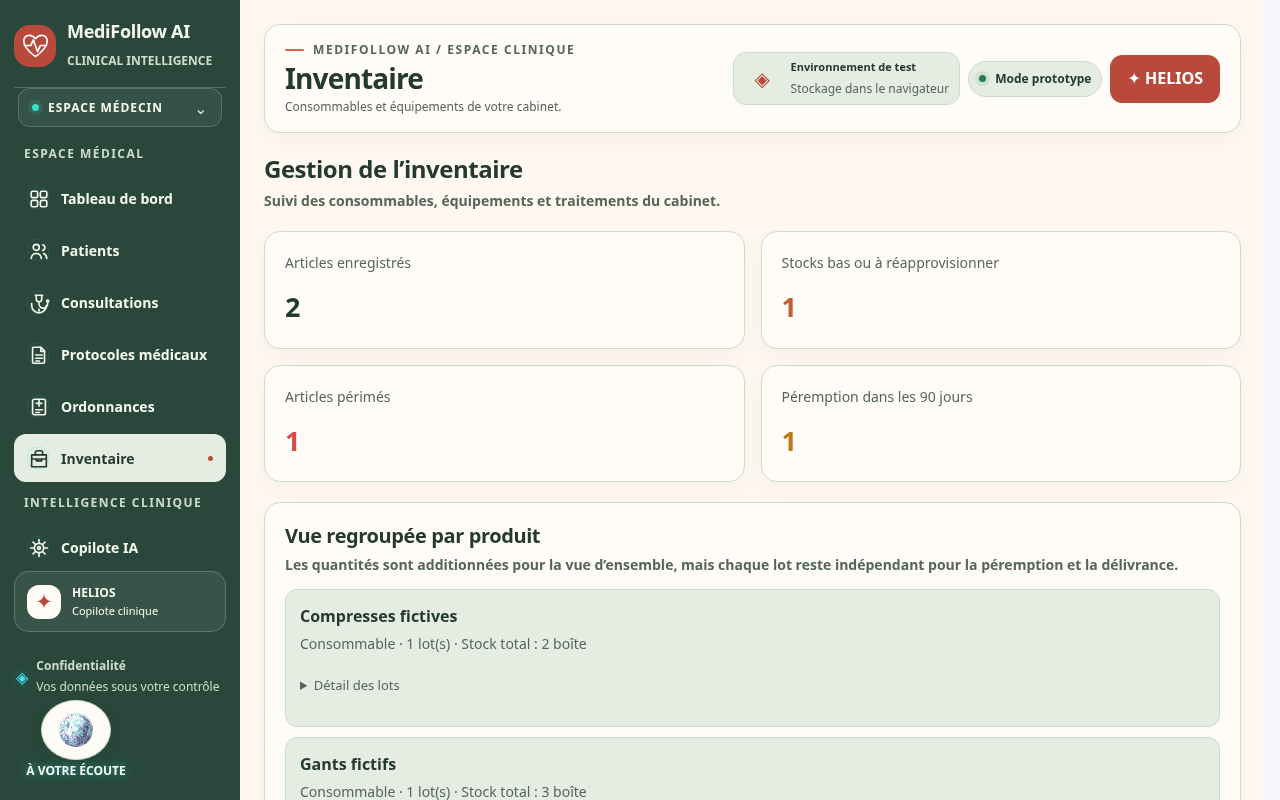 MediFollow AI
CLINICAL INTELLIGENCE
ESPACE MÉDECIN
ESPACE MÉDICAL
Tableau de bord
Patients
Consultations
Protocoles médicaux
Ordonnances
Inventaire
INTELLIGENCE CLINIQUE
Copilote IA
HELIOS
Copilote clinique
Confidentialité
Vos données sous votre contrôle
À VOTRE ÉCOUTE
MEDIFOLLOW AI / ESPACE CLINIQUE
Inventaire
Consommables et équipements de votre cabinet.
Environnement de test
Stockage dans le navigateur
Mode prototype
✦ HELIOS
Gestion de l’inventaire
Suivi des consommables, équipements et traitements du cabinet.
Articles enregistrés
2
Stocks bas ou à réapprovisionner
1
Articles périmés
1
Péremption dans les 90 jours
1
Vue regroupée par produit
Les quantités sont additionnées pour la vue d’ensemble, mais chaque lot reste indépendant pour la péremption et la délivrance.
Compresses fictives
Consommable · 1 lot(s) · Stock total : 2 boîte
Détail des lots
Gants fictifs
Consommable · 1 lot(s) · Stock total : 3 boîte